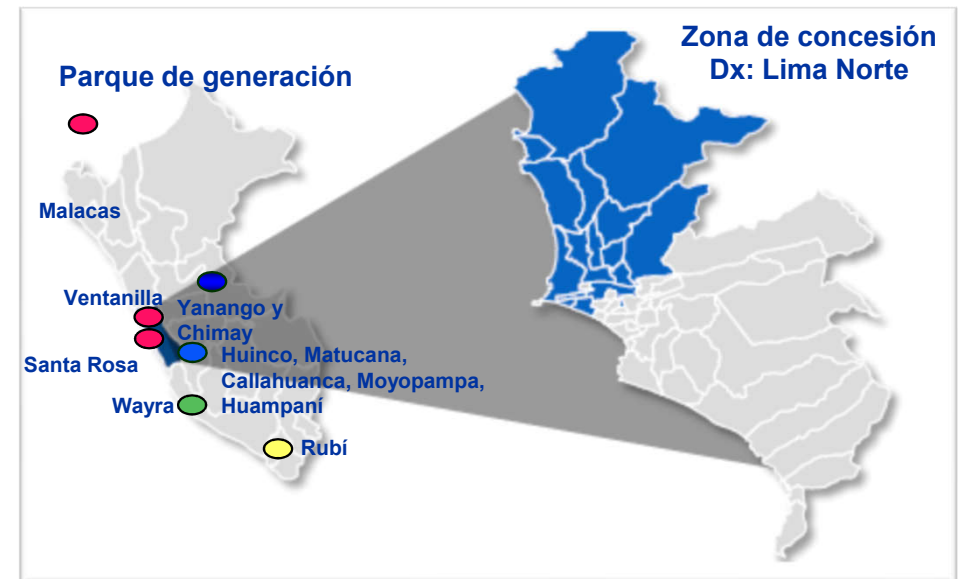 Zona de concesión
Dx: Lima Norte
Parque de generación
Malacas
Ventanilla
Yanango y
Chimay
Santa Rosa
Huinco, Matucana,
Callahuanca, Moyopampa,
Huampaní
Wayra
Rubí